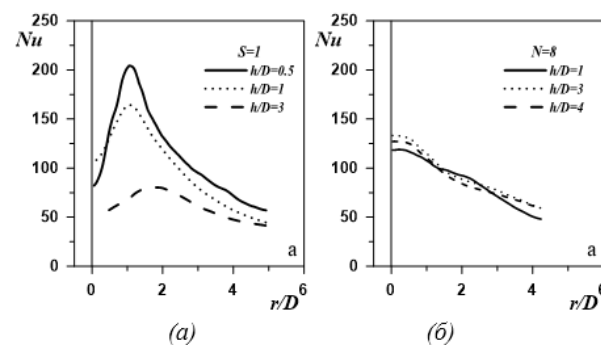 250
Nu
200
150
100
50
0
S=1
h/D=0.5
h/D=1
h/D=3
a
0 2 4 6
r/D
(а)
250
Nu
200
150
100
50
0
N=8
h/D=1
h/D=3
h/D=4
a
0 2 4 6
r/D
(б)